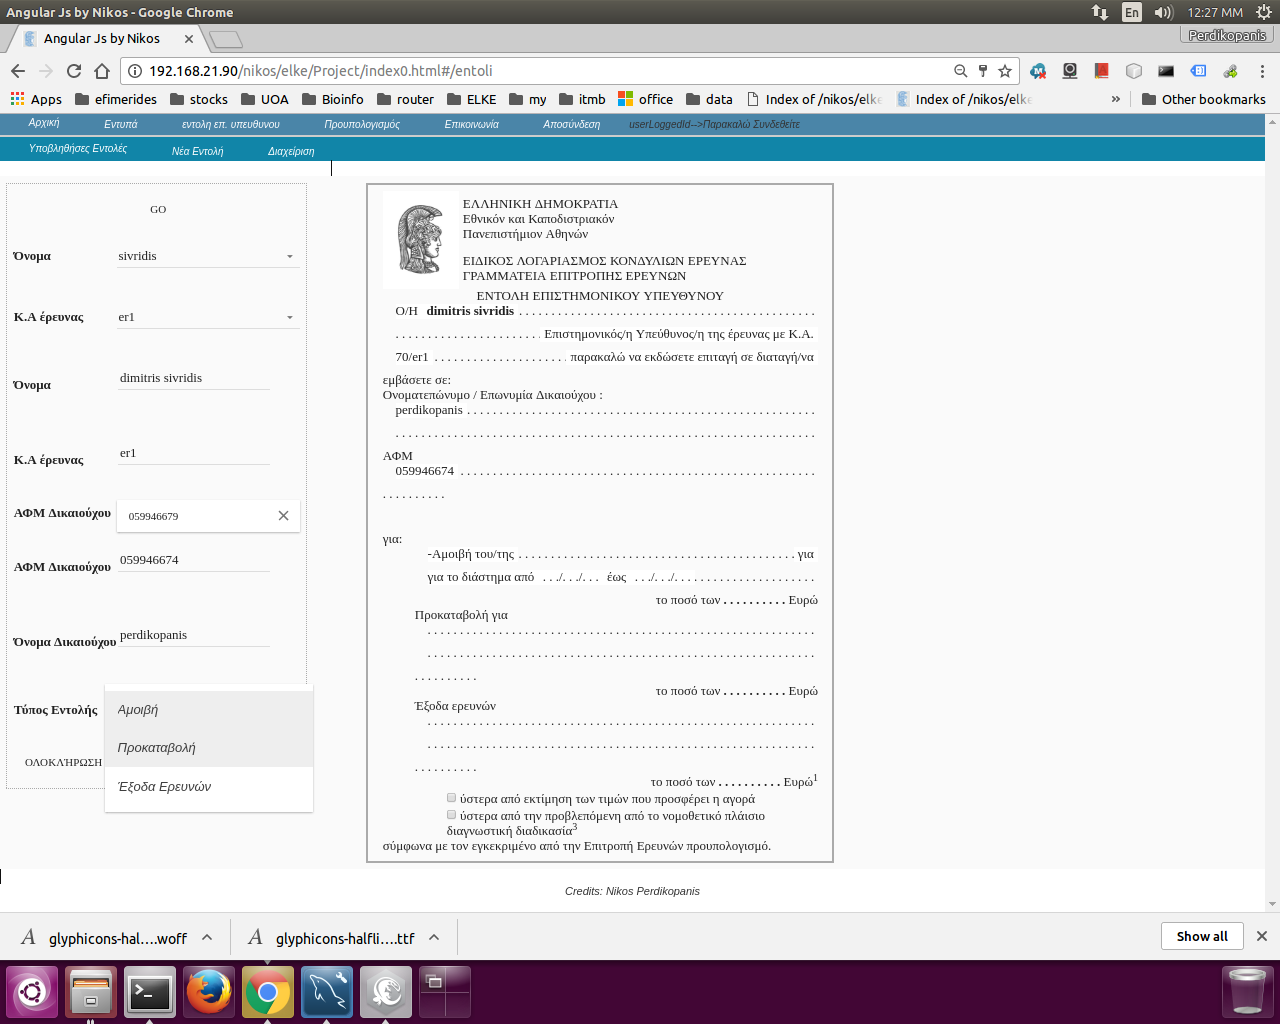 Angular Js by Nikos - Google Chrome
En
12:27 MM
Angular Js by Nikos
Perdikopanis
192.168.21.90/nikos/elke/Project/index0.html#/entoli
Apps
efimerides
stocks
UOA
Bioinfo
router
ELKE
my
itmb
office
data
Index of /nikos/elke
Index of /nikos/elke
»
Other bookmarks
Αρχική
Εντυπά
εντολη επ. υπευθυνου
Προυπολογισμός
Επικοινωνία
Αποσύνδεση
userLoggedId-->Παρακαλώ Συνδεθείτε
Υποβληθήσες Εντολές
Νέα Εντολή
Διαχείριση
GO
Όνομα
sivridis
Κ.Α έρευνας
er1
Όνομα
dimitris sivridis
Κ.Α έρευνας
er1
ΑΦΜ Δικαιούχου
059946679
ΑΦΜ Δικαιούχου
059946674
Όνομα Δικαιούχου
perdikopanis
Τύπος Εντολής
Αμοιβή
Προκαταβολή
Έξοδα Ερευνών
ΟΛΟΚΛΉΡΩΣΗ
ΕΛΛΗΝΙΚΗ ΔΗΜΟΚΡΑΤΙΑ
Εθνικόν και Καποδιστριακόν
Πανεπιστήμιον Αθηνών
ΕΙΔΙΚΟΣ ΛΟΓΑΡΙΑΣΜΟΣ ΚΟΝΔΥΛΙΩΝ ΕΡΕΥΝΑΣ
ΓΡΑΜΜΑΤΕΙΑ ΕΠΙΤΡΟΠΗΣ ΕΡΕΥΝΩΝ
ΕΝΤΟΛΗ ΕΠΙΣΤΗΜΟΝΙΚΟΥ ΥΠΕΥΘΥΝΟΥ
Ο/Η dimitris sivridis . . . . . . . . . . . . . . . . . . . . . . . . . . . . . . . . . . . . . . . . . . . . . .
. . . . . . . . . . . . . . . . . . . . . . . Επιστημονικός/η Υπεύθυνος/η της έρευνας με Κ.Α.
70/er1 . . . . . . . . . . . . . . . . . . . . . παρακαλώ να εκδώσετε επιταγή σε διαταγή/να
εμβάσετε σε:
Ονοματεπώνυμο / Επωνυμία Δικαιούχου :
perdikopanis . . . . . . . . . . . . . . . . . . . . . . . . . . . . . . . . . . . . . . . . . . . . . . . . . . . . . .
. . . . . . . . . . . . . . . . . . . . . . . . . . . . . . . . . . . . . . . . . . . . . . . . . . . . . . . . . . . . . . . . .
ΑΦΜ
059946674 . . . . . . . . . . . . . . . . . . . . . . . . . . . . . . . . . . . . . . . . . . . . . . . . . . . . . . .
. . . . . . . . . .
για:
-Αμοιβή του/της . . . . . . . . . . . . . . . . . . . . . . . . . . . . . . . . . . . . . . . . . . . για
για το διάστημα από . . ./. . ./. . . έως . . ./. . ./. . . . . . . . . . . . . . . . . . . . . .
το ποσό των . . . . . . . . . . Ευρώ
Προκαταβολή για
. . . . . . . . . . . . . . . . . . . . . . . . . . . . . . . . . . . . . . . . . . . . . . . . . . . . . . . . . . . .
. . . . . . . . . . . . . . . . . . . . . . . . . . . . . . . . . . . . . . . . . . . . . . . . . . . . . . . . . . . .
. . . . . . . . . .
το ποσό των . . . . . . . . . . Ευρώ
Έξοδα ερευνών
. . . . . . . . . . . . . . . . . . . . . . . . . . . . . . . . . . . . . . . . . . . . . . . . . . . . . . . . . . . .
. . . . . . . . . . . . . . . . . . . . . . . . . . . . . . . . . . . . . . . . . . . . . . . . . . . . . . . . . . . .
. . . . . . . . . .
το ποσό των . . . . . . . . . . Ευρώ1
ύστερα από εκτίμηση των τιμών που προσφέρει η αγορά
ύστερα από την προβλεπόμενη από το νομοθετικό πλάισιο
διαγνωστική διαδικασία3
σύμφωνα με τον εγκεκριμένο από την Επιτροπή Ερευνών προυπολογισμό.
Credits: Nikos Perdikopanis
glyphicons-hal....woff
glyphicons-halfli....ttf
Show all